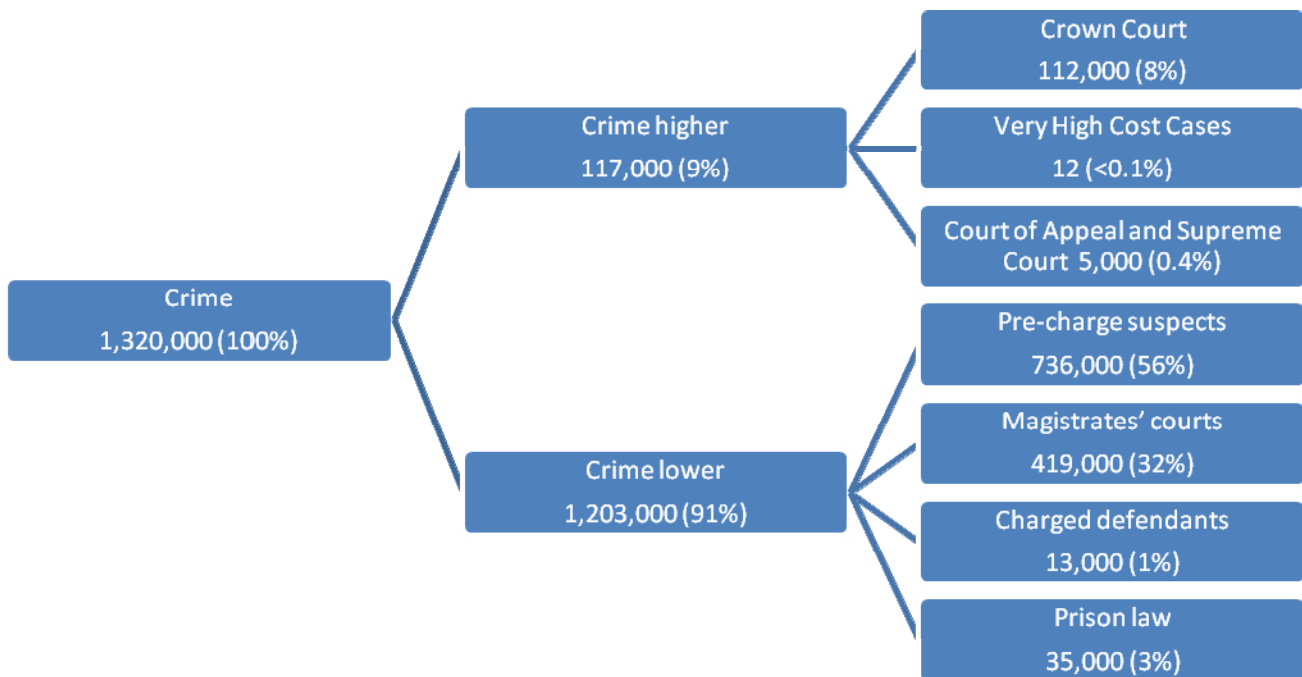 Crime
1,320,000 (100%)
Crime higher
117,000 (9%)
Crime lower
1,203,000 (91%)
Crown Court
112,000 (8%)
Very High Cost Cases
12 (<0.1%)
Court of Appeal and Supreme
Court 5,000 (0.4%)
Pre-charge suspects
736,000 (56%)
Magistrates’ courts
419,000 (32%)
Charged defendants
13,000 (1%)
Prison law
35,000 (3%)